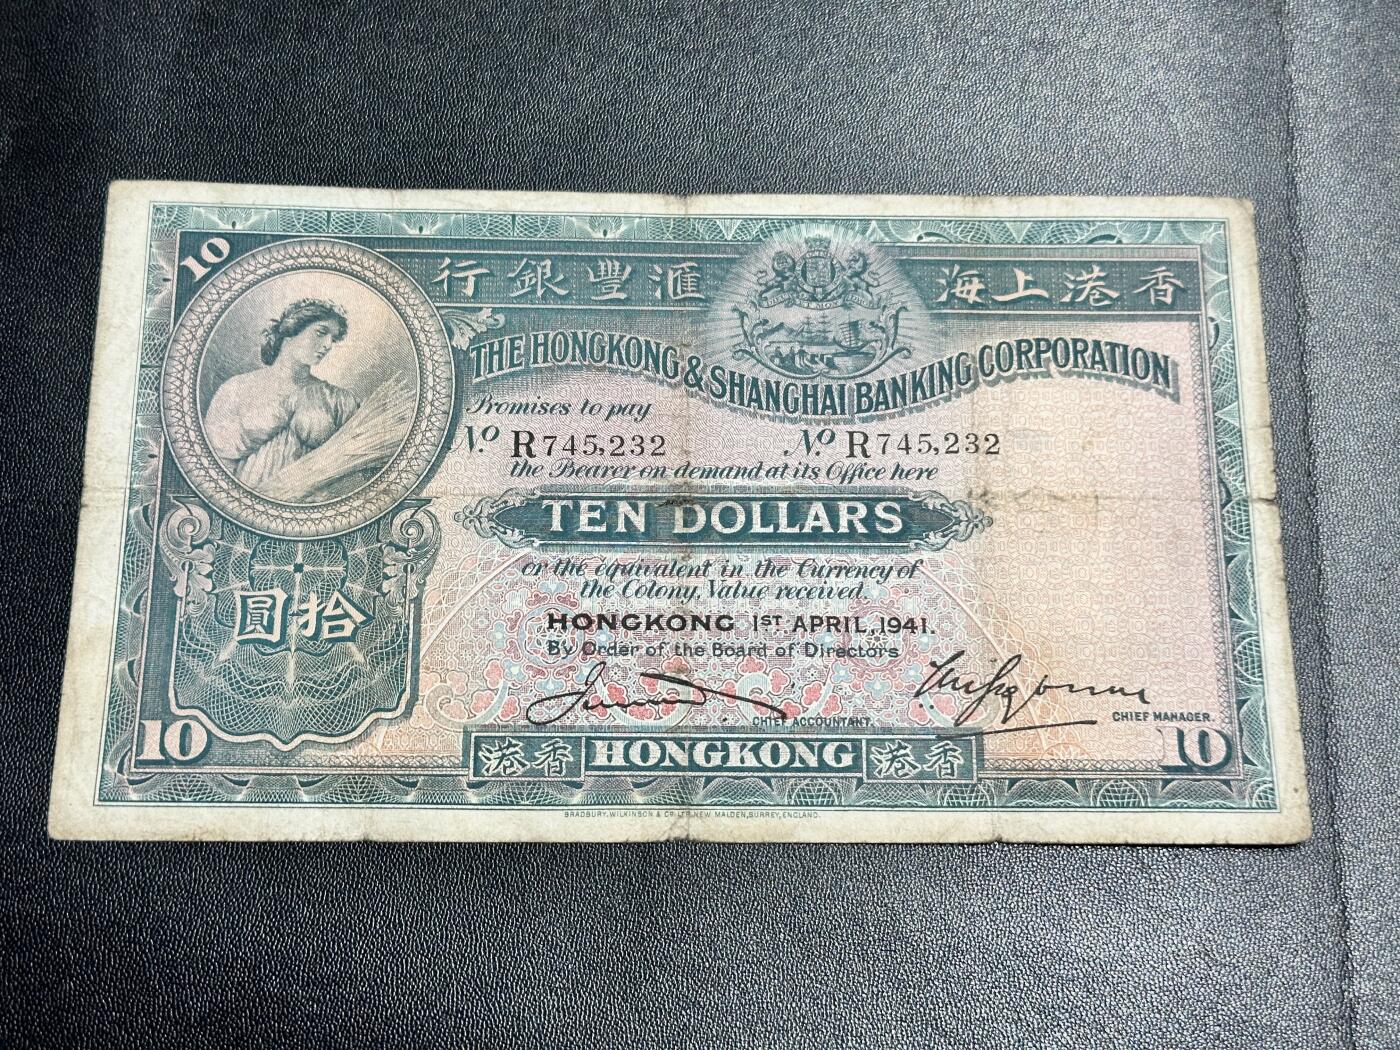 10
香港上海滙豐銀行
THE HONGKONG & SHANGHAI BANKING CORPORATION
Promises to pay
No. R745,232 No. R745,232
the Bearer on demand at its Office here
TEN DOLLARS
or the equivalent in the Currency of
the Colony, Value received.
拾圓
HONGKONG 1ST APRIL, 1941.
By Order of the Board of Directors
CHIEF ACCOUNTANT.
CHIEF MANAGER.
10
香港 HONGKONG 香港
10
BRADBURY, WILKINSON & CO LTD, NEW MALDEN, SURREY, ENGLAND.